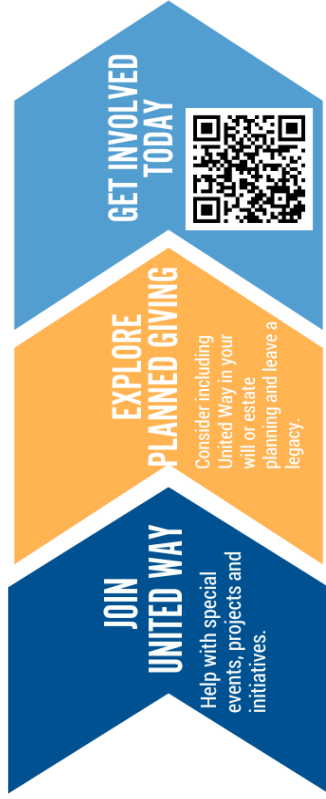 JOIN
UNITED WAY
Help with special
events, projects and
initiatives.
EXPLORE
PLANNED GIVING
Consider including
United Way in your
will or estate
planning and leave a
legacy.
GET INVOLVED
TODAY